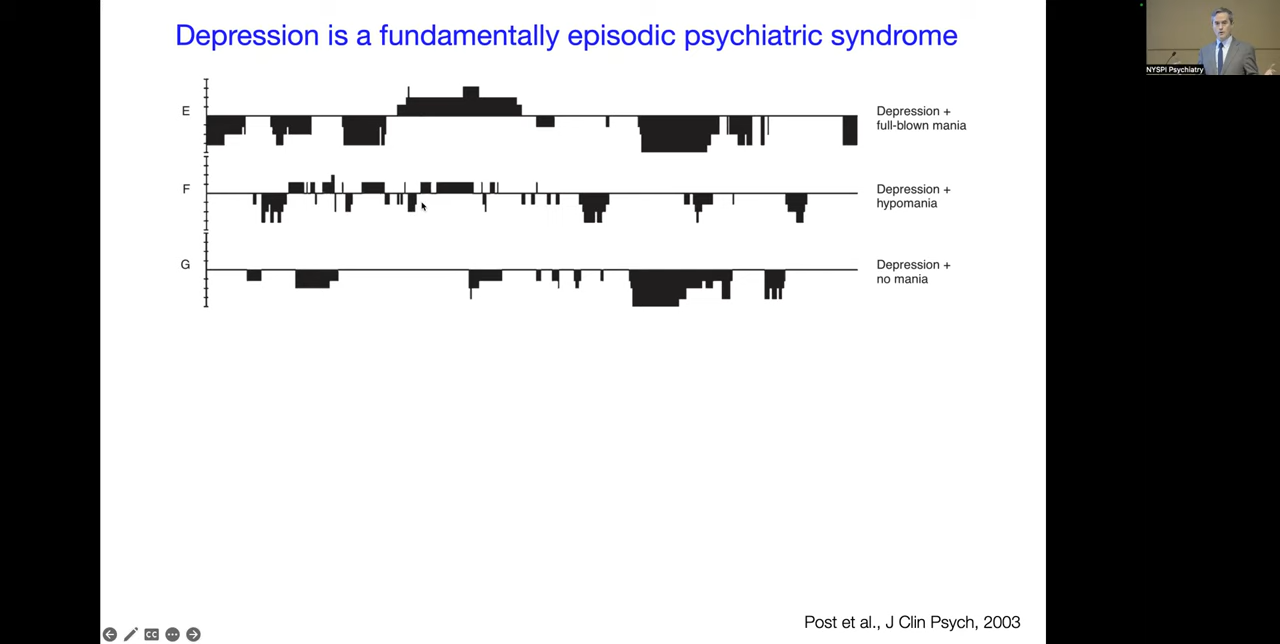 Depression is a fundamentally episodic psychiatric syndrome
NYSPI Psychiatry
E
Depression +
full-blown mania
F
Depression +
hypomania
G
Depression +
no mania
Post et al., J Clin Psych, 2003
CC